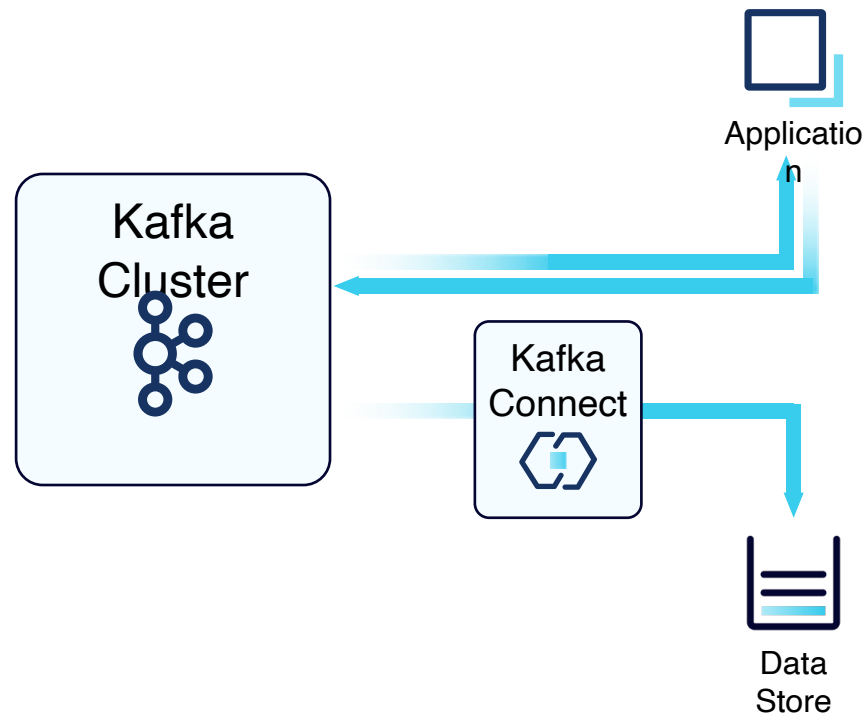 Applicatio
n
Kafka
Cluster
Kafka
Connect
Data
Store